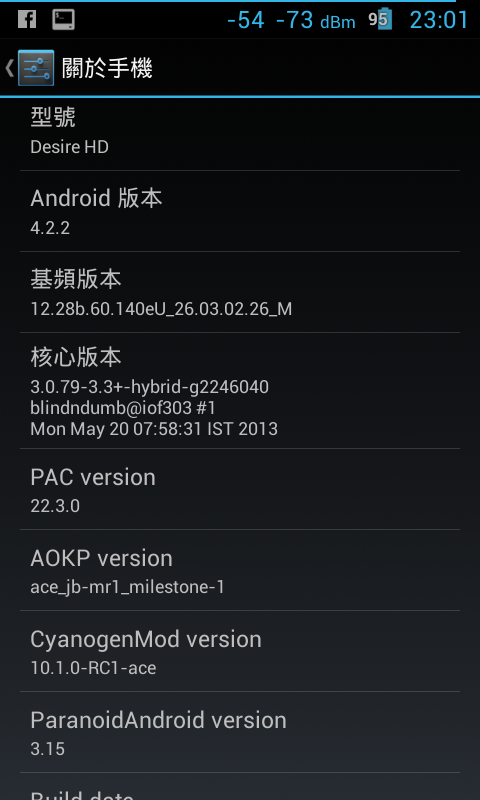 -54 -73 dBm 95 23:01
關於手機
型號
Desire HD
Android 版本
4.2.2
基頻版本
12.28b.60.140eU_26.03.02.26_M
核心版本
3.0.79-3.3+-hybrid-g2246040
blindndumb@iof303 #1
Mon May 20 07:58:31 IST 2013
PAC version
22.3.0
AOKP version
ace_jb-mr1_milestone-1
CyanogenMod version
10.1.0-RC1-ace
ParanoidAndroid version
3.15
Build date